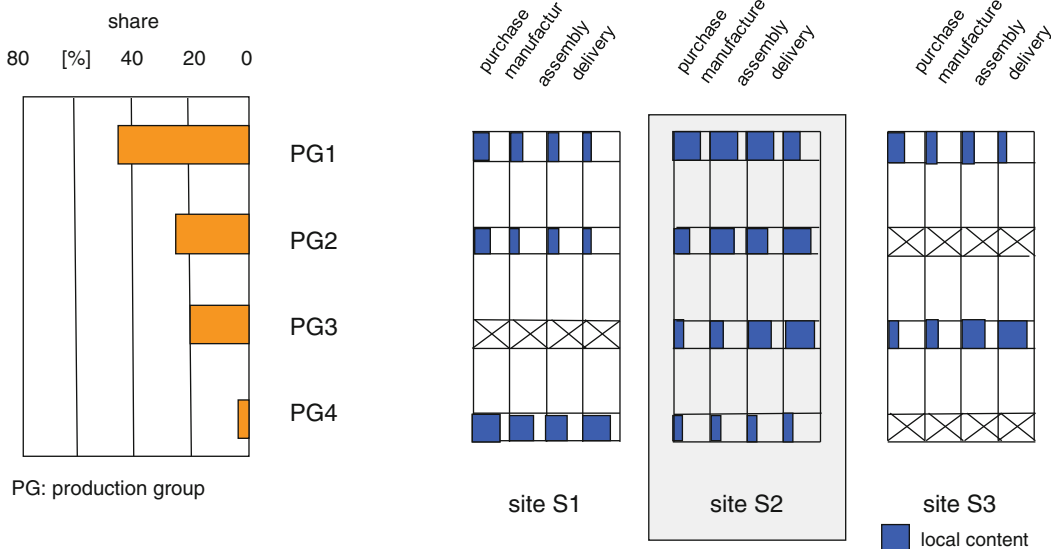 share
80 [%] 40 20 0
PG1
PG2
PG3
PG4
PG: production group
purchase
manufactur
assembly
delivery
site S1
purchase
manufacture
assembly
delivery
site S2
purchase
manufacture
assembly
delivery
site S3
local content